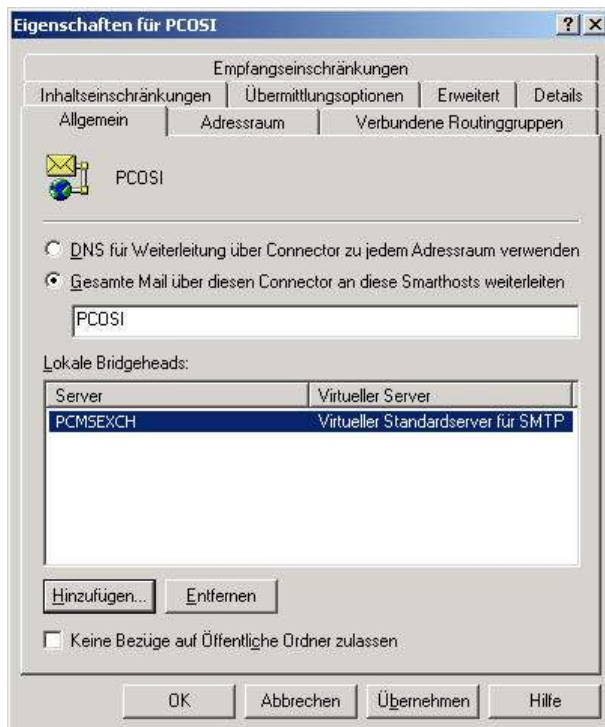 Eigenschaften für PCOSI
Empfangseinschränkungen
Inhaltseinschränkungen Übermittlungsoptionen Erweitert Details
Allgemein Adressraum Verbundene Routinggruppen
PCOSI
DNS für Weiterleitung über Connector zu jedem Adressraum verwenden
Gesamte Mail über diesen Connector an diese Smarthosts weiterleiten
PCOSI
Lokale Bridgeheads:
Server Virtueller Server
PCMSEXCH Virtueller Standardserver für SMTP
Hinzufügen... Entfernen
Keine Bezüge auf Öffentliche Ordner zulassen
OK Abbrechen Übernehmen Hilfe